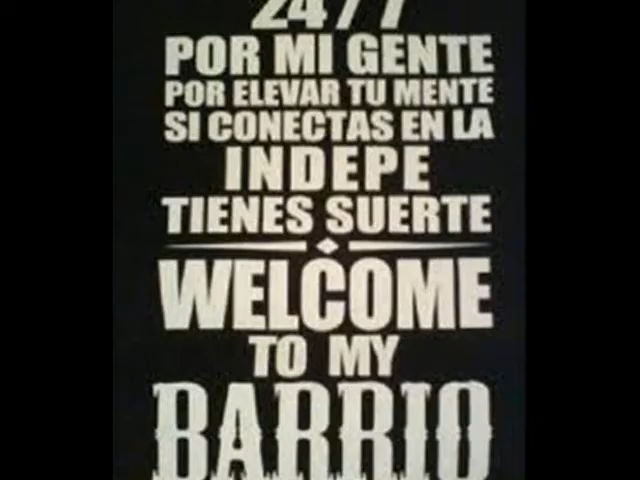 24/7
POR MI GENTE
POR ELEVAR TU MENTE
SI CONECTAS EN LA
INDEPE
TIENES SUERTE
WELCOME
TO MY
BARRIO